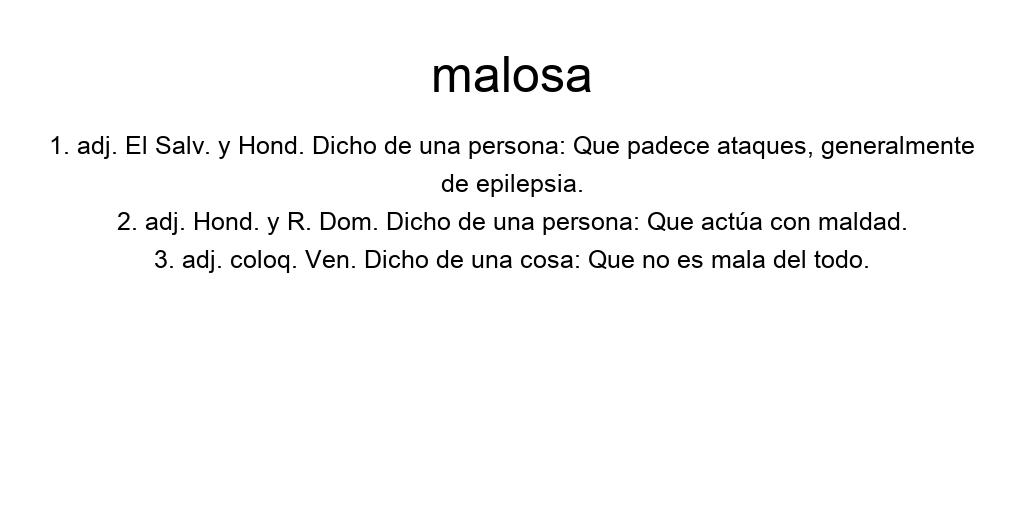 malosa
1. adj. El Salv. y Hond. Dicho de una persona: Que padece ataques, generalmente
de epilepsia.
2. adj. Hond. y R. Dom. Dicho de una persona: Que actúa con maldad.
3. adj. coloq. Ven. Dicho de una cosa: Que no es mala del todo.